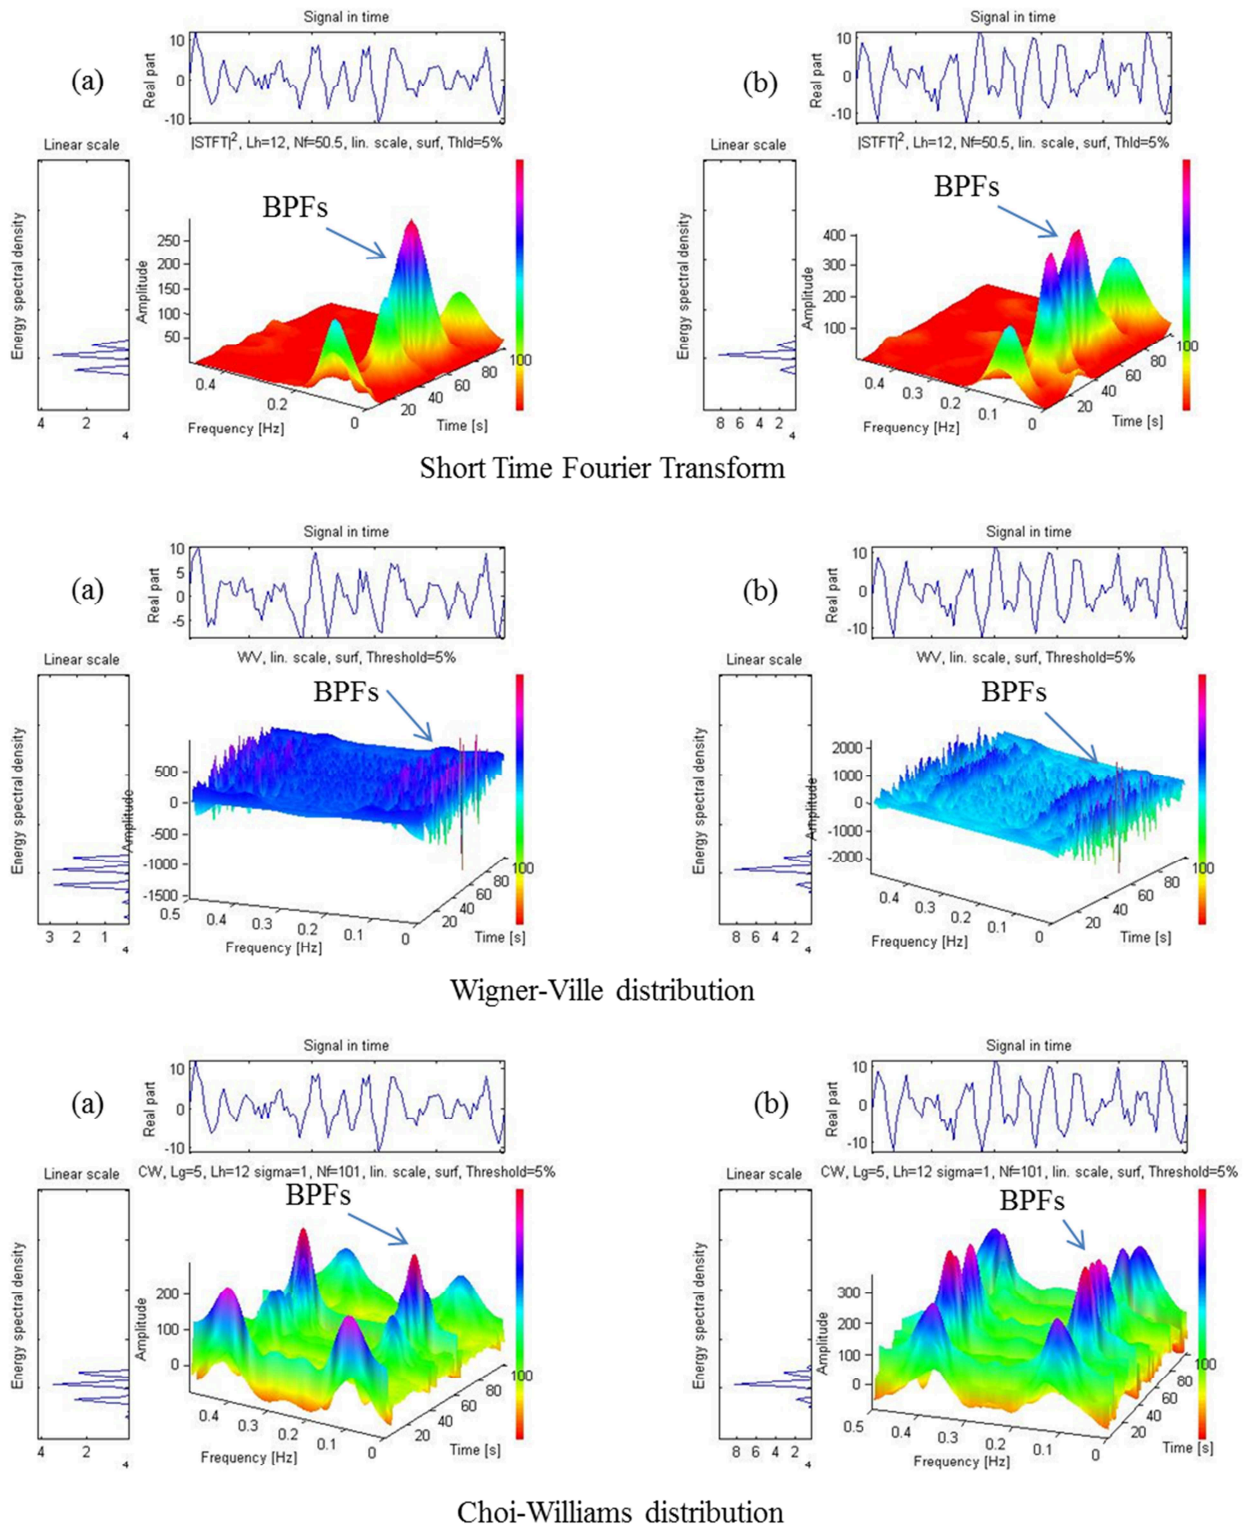 Signal in time
Signal in time
(a)
(b)
Real part
10
0
-10
Real part
10
0
-10
Linear scale
|STFT|², Lh=12, Nf=50.5, lin. scale, surf, Thld=5%
Linear scale
|STFT|², Lh=12, Nf=50.5, lin. scale, surf, Thld=5%
BPFs
BPFs
Energy spectral density
Amplitude
250
200
150
100
50
Energy spectral density
Amplitude
400
300
200
100
0.4
0.2
0
20
40
60
80
100
0.4
0.3
0.2
0.1
0
20
40
60
80
100
4
2
4
Frequency [Hz]
Time [s]
8 6 4 2
4
Frequency [Hz]
Time [s]
Short Time Fourier Transform
Signal in time
Signal in time
(a)
(b)
Real part
10
5
0
-5
Real part
10
0
-10
Linear scale
WV, lin. scale, surf, Threshold=5%
Linear scale
WV, lin. scale, surf, Threshold=5%
BPFs
BPFs
Energy spectral density
Amplitude
500
0
-500
-1000
-1500
Energy spectral density
Amplitude
2000
1000
0
-1000
-2000
0.5
0.4
0.3
0.2
0.1
0
20
40
60
80
100
0.4
0.3
0.2
0.1
0
20
40
60
80
100
3 2 1
4
Frequency [Hz]
Time [s]
8 6 4 2
4
Frequency [Hz]
Time [s]
Wigner-Ville distribution
Signal in time
Signal in time
(a)
(b)
Real part
10
0
-10
Real part
10
0
-10
Linear scale
CW, Lg=5, Lh=12 sigma=1, Nf=101, lin. scale, surf, Threshold=5%
Linear scale
CW, Lg=5, Lh=12 sigma=1, Nf=101, lin. scale, surf, Threshold=5%
BPFs
BPFs
Energy spectral density
Amplitude
200
100
0
Energy spectral density
Amplitude
300
200
100
0
0.4
0.3
0.2
0.1
0
20
40
60
80
100
0.5
0.4
0.3
0.2
0.1
0
20
40
60
80
100
4
2
4
Frequency [Hz]
Time [s]
8 6 4 2
4
Frequency [Hz]
Time [s]
Choi-Williams distribution